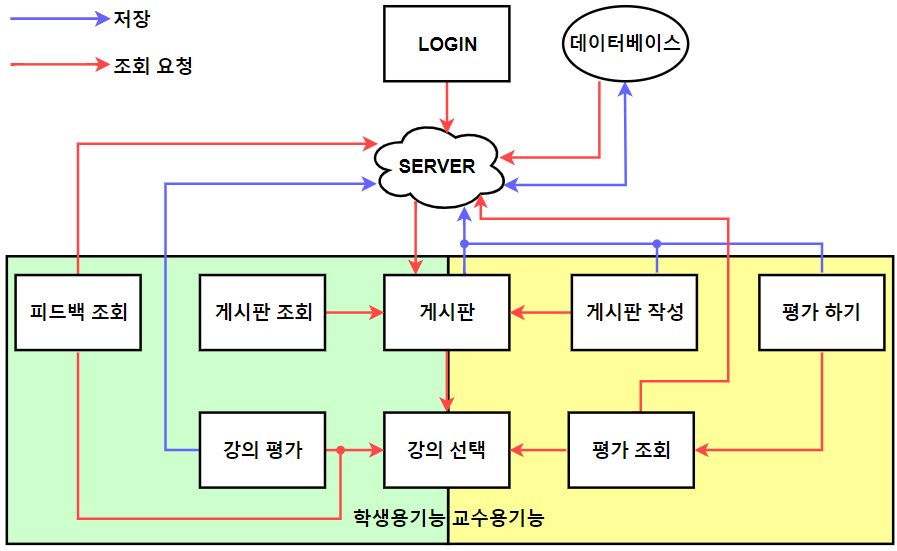 저장
조회 요청
LOGIN
데이터베이스
SERVER
피드백 조회
게시판 조회
게시판
게시판 작성
평가 하기
강의 평가
강의 선택
평가 조회
학생용기능
교수용기능